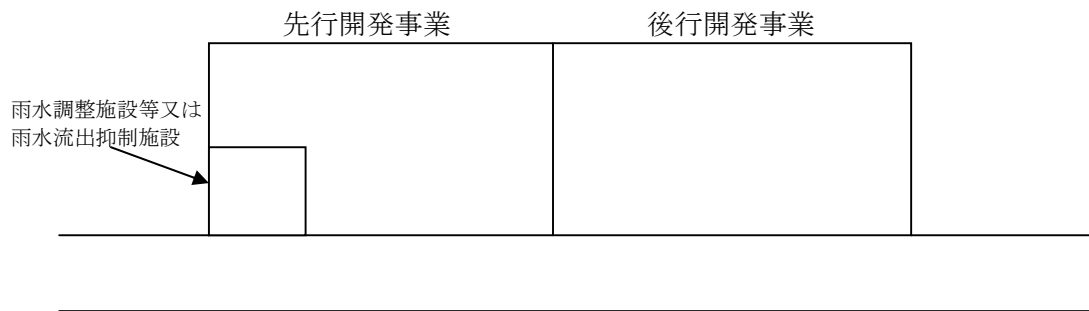 先行開発事業
後行開発事業
雨水調整施設等又は
雨水流出抑制施設